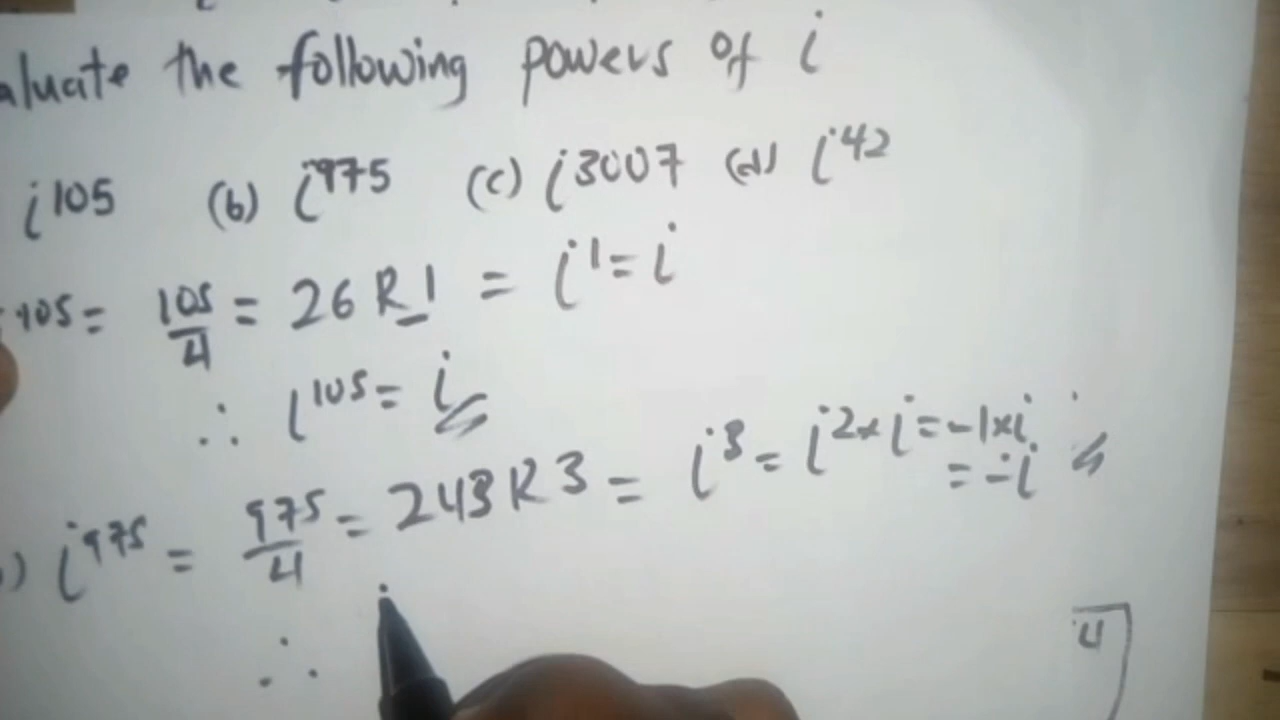 aluate the following powers of i
i^105 (b) i^975 (c) i^3007 (d) i^42
105 = 105/4 = 26 R 1 = i^1 = i
∴ i^105 = i
) i^975 = 975/4 = 243 R 3 = i^3 = i^2 × i = -1 × i
= -i
∴
4